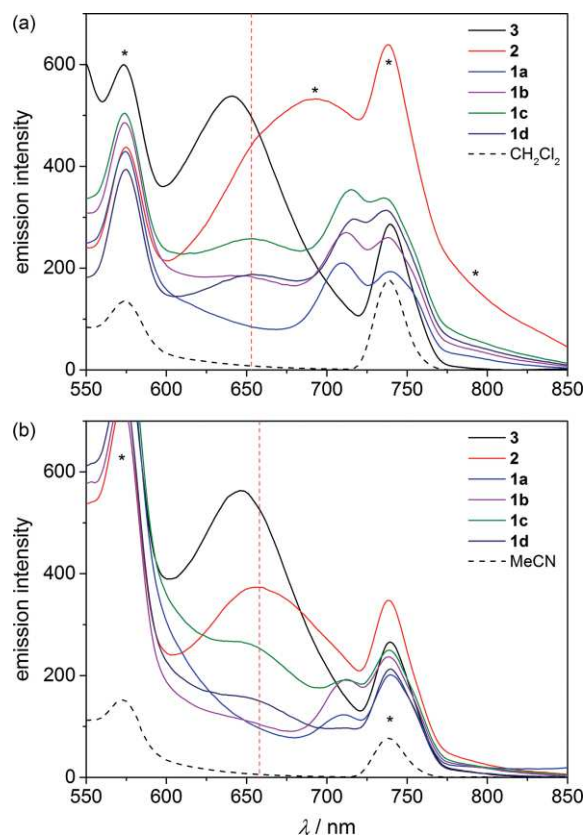 (a)
emission intensity
600
400
200
0
*
*
*
*
3
2
1a
1b
1c
1d
CH2Cl2
550 600 650 700 750 800 850
(b)
emission intensity
600
400
200
0
*
*
3
2
1a
1b
1c
1d
MeCN
550 600 650 700 750 800 850
λ / nm